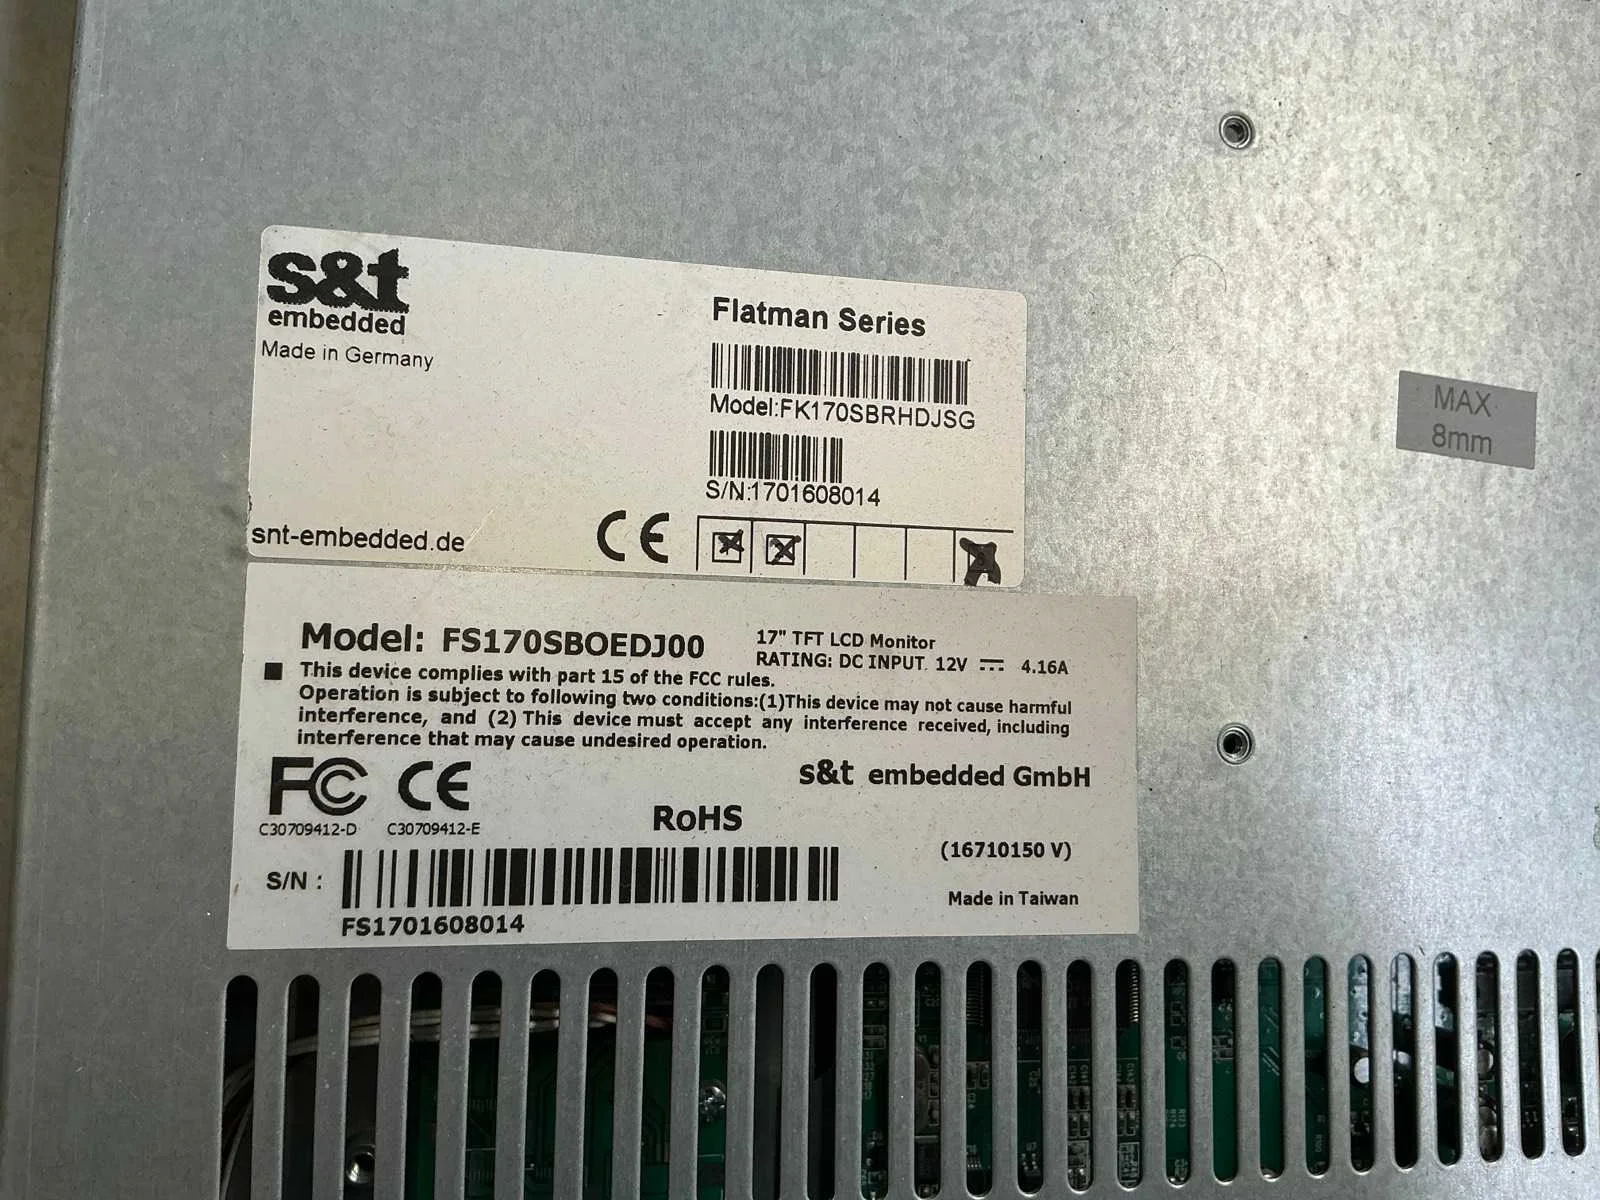 s&t
embedded
Made in Germany
Flatman Series
Model:FK170SBRHDJSG
S/N:1701608014
snt-embedded.de
CE
MAX
8mm
Model: FS170SBOEDJ00
17" TFT LCD Monitor
RATING: DC INPUT 12V ⎓ 4.16A
■ This device complies with part 15 of the FCC rules.
Operation is subject to following two conditions:(1)This device may not cause harmful
interference, and (2) This device must accept any interference received, including
interference that may cause undesired operation.
FC CE
s&t embedded GmbH
C30709412-D C30709412-E
RoHS
(16710150 V)
S/N :
Made in Taiwan
FS1701608014